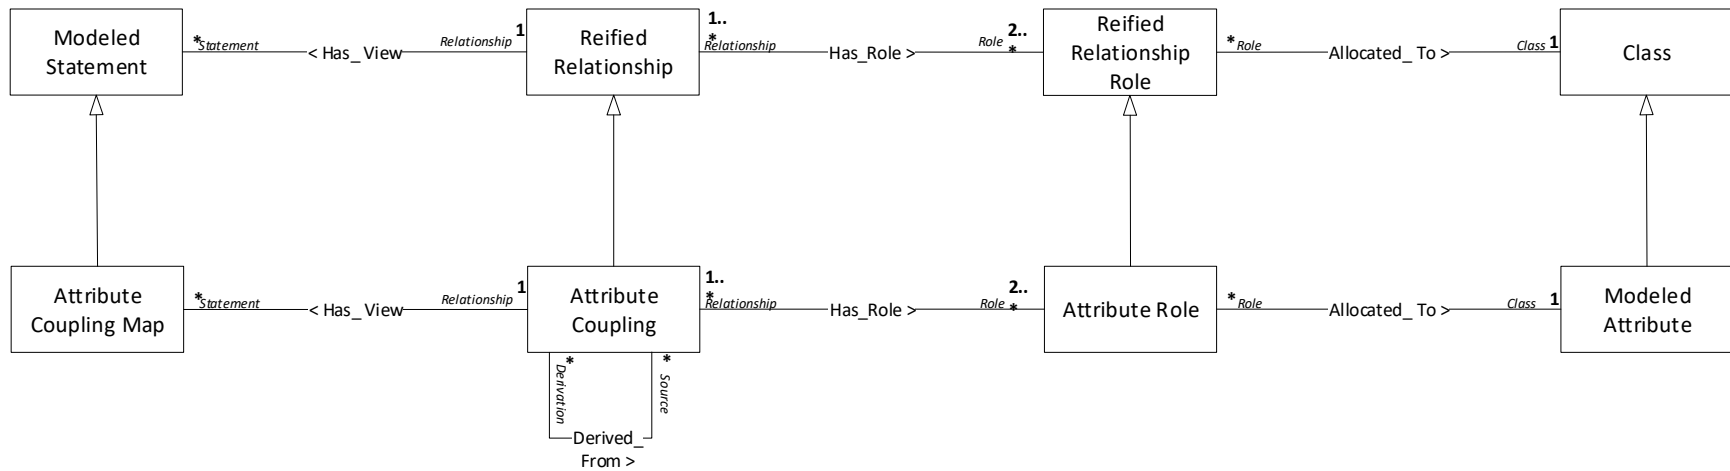 Modeled
Statement
*
Statement
< Has_ View
Relationship
1
Reified
Relationship
1..
*
Relationship
Has_Role >
Role
2..
*
Reified
Relationship
Role
*
Role
Allocated_ To >
Class
1
Class
Attribute
Coupling Map
*
Statement
< Has_View
Relationship
1
Attribute
Coupling
1..
*
Relationship
Has_Role >
Role
2..
*
Attribute Role
*
Role
Allocated_ To >
Class
1
Modeled
Attribute
*
Derivation
*
Source
Derived_
From >